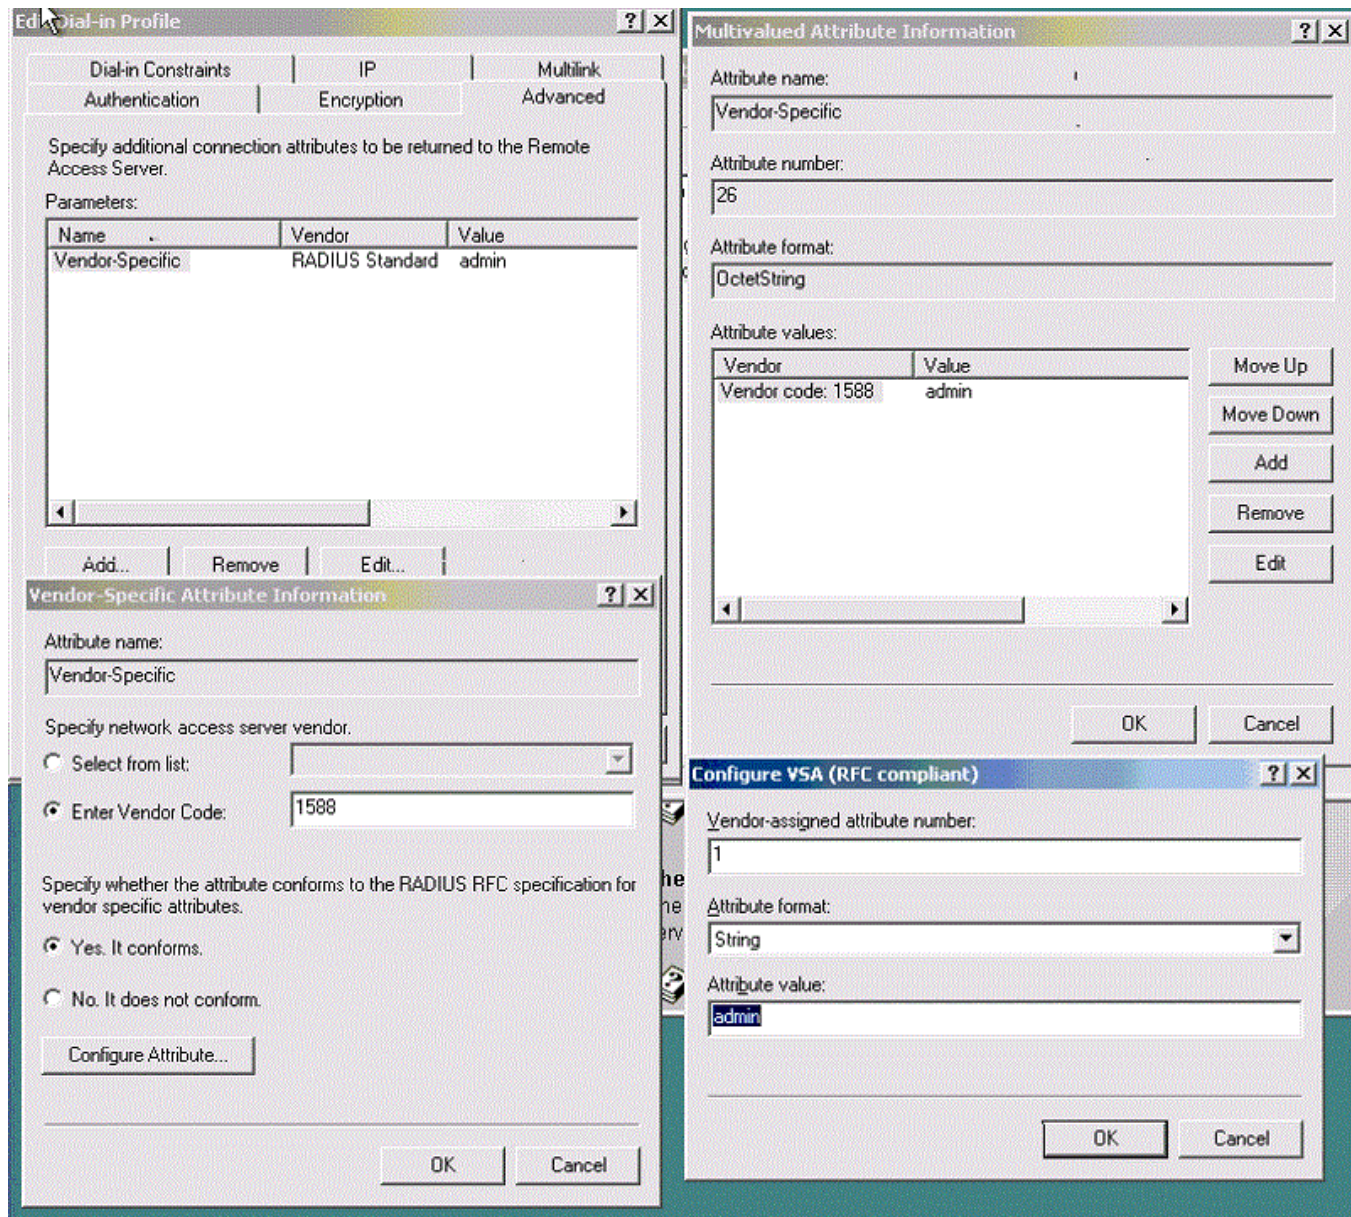 Edit Dial-in Profile
Dial-in Constraints IP Multilink
Authentication Encryption Advanced
Specify additional connection attributes to be returned to the Remote
Access Server.
Parameters:
Name Vendor Value
Vendor-Specific RADIUS Standard admin
Add... Remove Edit...
Vendor-Specific Attribute Information
Attribute name:
Vendor-Specific
Specify network access server vendor.
Select from list:
Enter Vendor Code: 1588
Specify whether the attribute conforms to the RADIUS RFC specification for
vendor specific attributes.
Yes. It conforms.
No. It does not conform.
Configure Attribute...
OK Cancel
Multivalued Attribute Information
Attribute name:
Vendor-Specific
Attribute number:
26
Attribute format:
OctetString
Attribute values:
Vendor Value
Vendor code: 1588 admin
Move Up
Move Down
Add
Remove
Edit
OK Cancel
Configure VSA (RFC compliant)
Vendor-assigned attribute number:
1
Attribute format:
String
Attribute value:
admin
OK Cancel